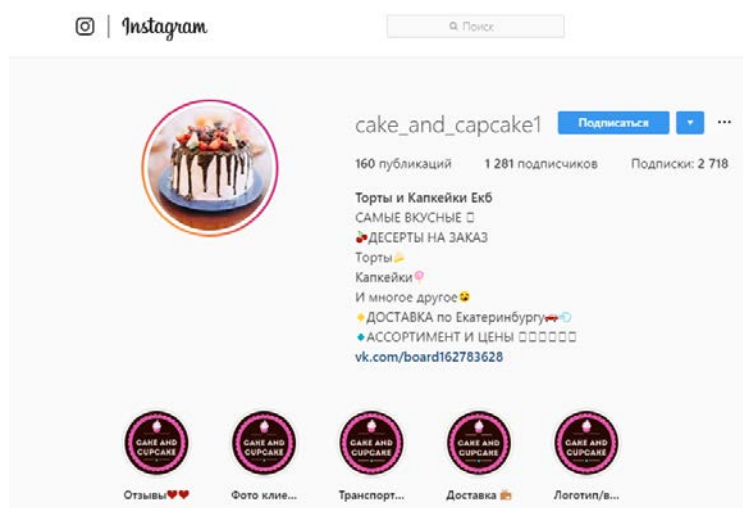 Instagram
Поиск
cake_and_capcake1 Подписаться
160 публикаций 1 281 подписчиков Подписки: 2 718
Торты и Капкейки Екб
САМЫЕ ВКУСНЫЕ
🍒ДЕСЕРТЫ НА ЗАКАЗ
Торты🍰
Капкейки🍭
И многое другое😋
🔸ДОСТАВКА по Екатеринбургу🚗💨
🔹АССОРТИМЕНТ И ЦЕНЫ
vk.com/board162783628
CAKE AND CUPCAKE CAKE AND CUPCAKE CAKE AND CUPCAKE CAKE AND CUPCAKE CAKE AND CUPCAKE
Отзывы❤❤ Фото клие... Транспорт... Доставка Логотип/в...